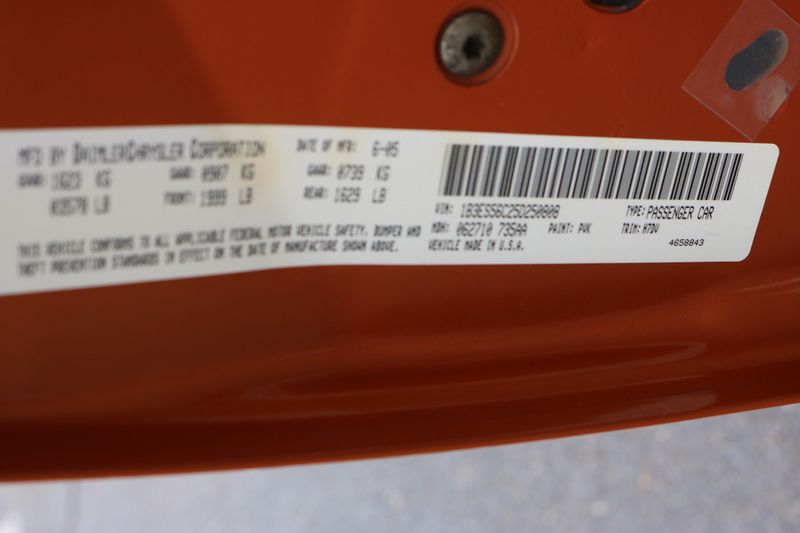 MFD BY DAIMLERCHRYSLER CORPORATION DATE OF MFR: 6-05
GVWR: 1623 KG GAWR: 0907 KG GAWR: 0739 KG
03578 LB FRONT: 1999 LB REAR: 1629 LB
THIS VEHICLE CONFORMS TO ALL APPLICABLE FEDERAL MOTOR VEHICLE SAFETY, BUMPER AND
THEFT PREVENTION STANDARDS IN EFFECT ON THE DATE OF MANUFACTURE SHOWN ABOVE.
VIN: 1B3ES56C25D250808 TYPE: PASSENGER CAR
MDH: 062710 735AA PAINT: PVK TRIM: H7DV
VEHICLE MADE IN U.S.A. 4658843